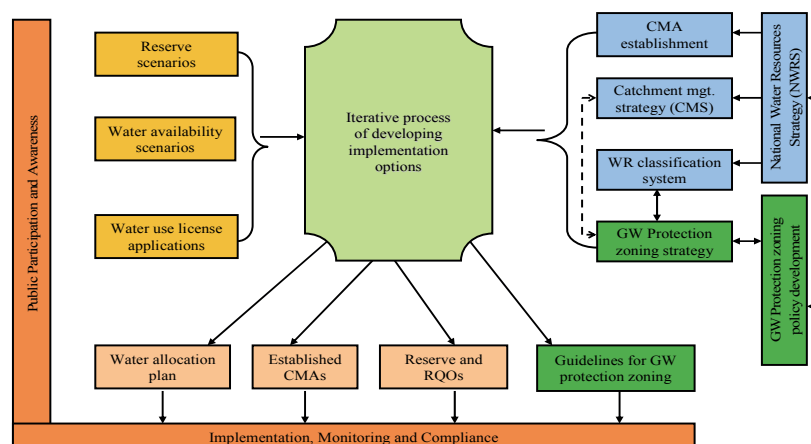 Reserve
scenarios
Water availability
scenarios
Water use license
applications
Iterative process
of developing
implementation
options
CMA
establishment
Catchment mgt.
strategy (CMS)
WR classification
system
GW Protection
zoning strategy
National Water Resources
Strategy (NWRS)
GW Protection zoning
policy development
Public Participation and Awareness
Water allocation
plan
Established
CMAs
Reserve and
RQOs
Guidelines for GW
protection zoning
Implementation, Monitoring and Compliance